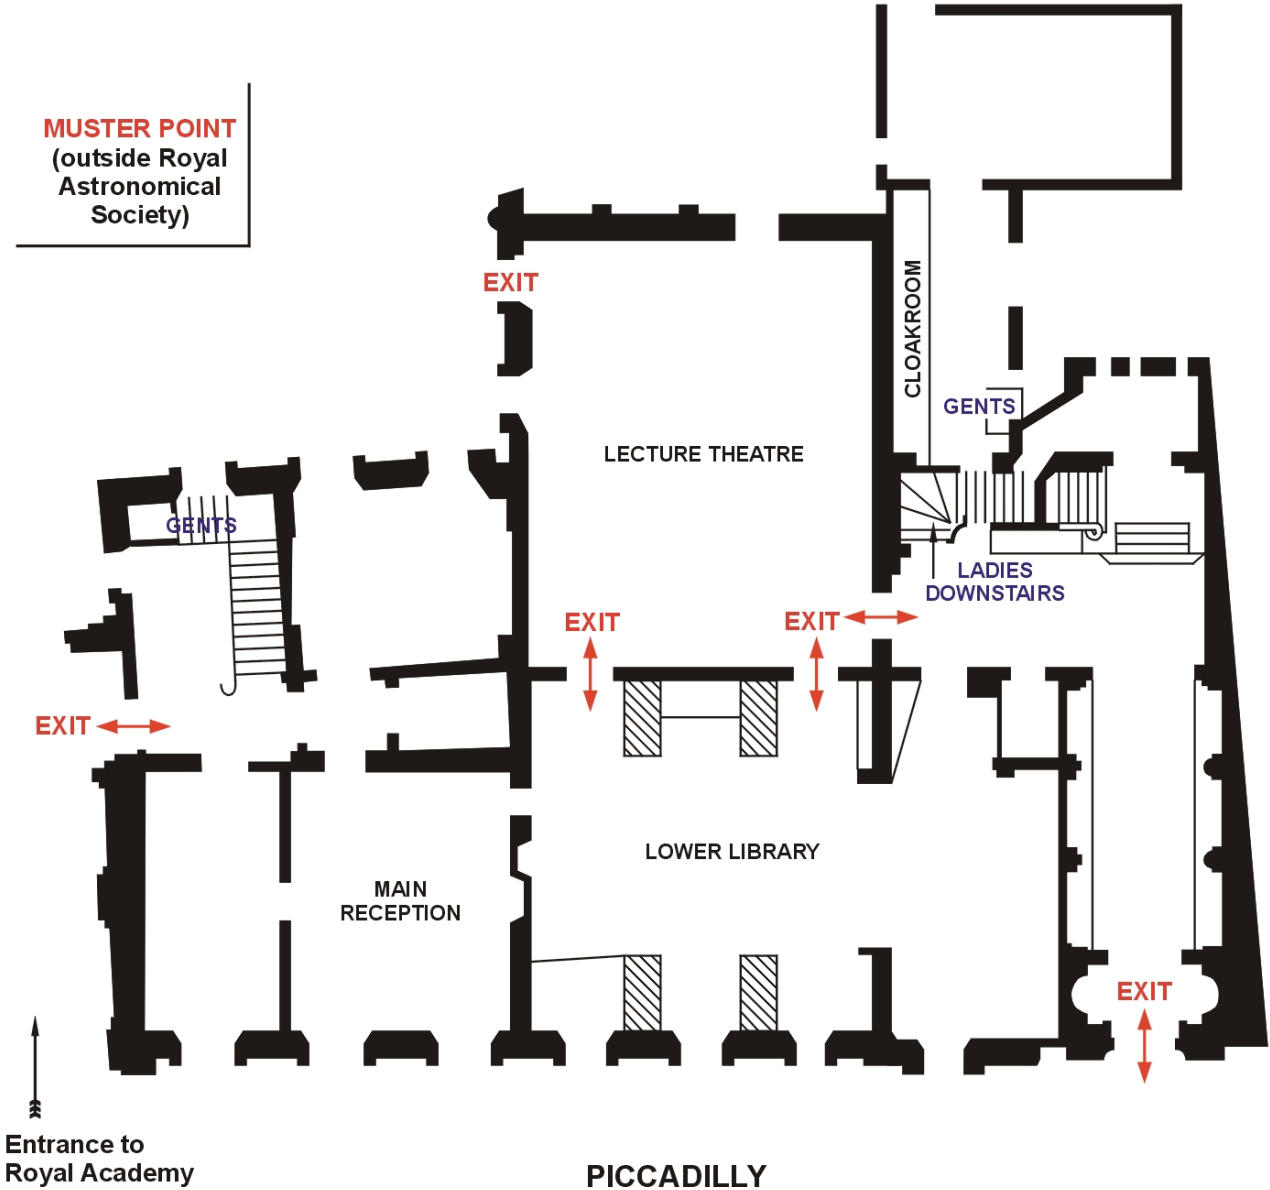 MUSTER POINT
(outside Royal
Astronomical
Society)
EXIT
CLOAKROOM
GENTS
LECTURE THEATRE
GENTS
LADIES
DOWNSTAIRS
EXIT
EXIT
EXIT
LOWER LIBRARY
MAIN
RECEPTION
EXIT
Entrance to
Royal Academy
PICCADILLY